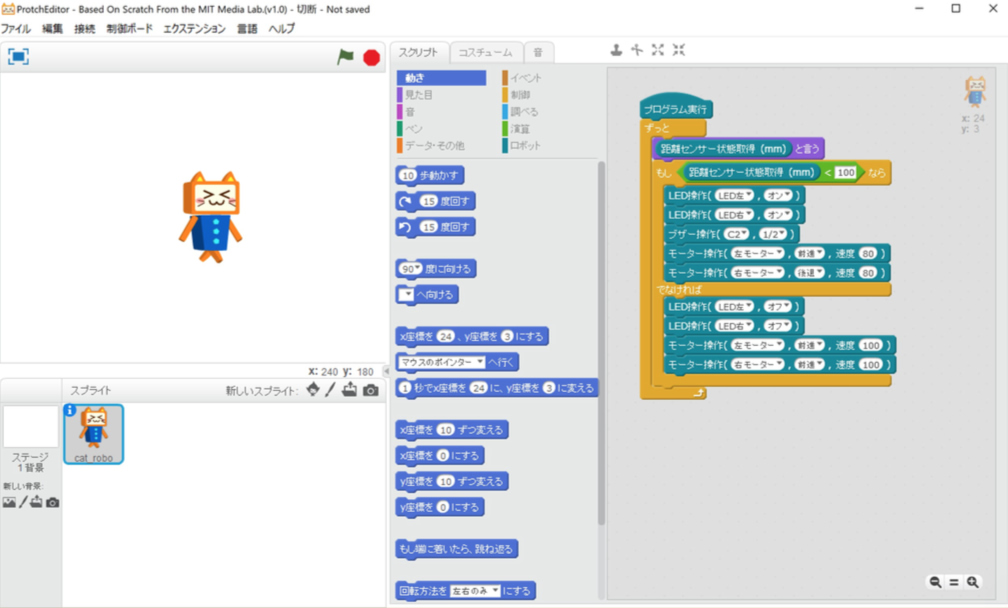 ProtchEditor - Based On Scratch From the MIT Media Lab.(v1.0) - 切断 - Not saved
ファイル 編集 接続 制御ボード エクステンション 言語 ヘルプ
スクリプト コスチューム 音
動き イベント
見た目 制御
音 調べる
ペン 演算
データ・その他 ロボット
10 歩動かす
15 度回す
15 度回す
90 度に向ける
へ向ける
x座標を 24 、y座標を 3 にする
マウスのポインター へ行く
1 秒でx座標を 24 に、y座標を 3 に変える
x座標を 10 ずつ変える
x座標を 0 にする
y座標を 10 ずつ変える
y座標を 0 にする
もし端に着いたら、跳ね返る
回転方法を 左右のみ にする
x: 24
y: 3
プログラム実行
ずっと
距離センサー状態取得 (mm) と言う
もし 距離センサー状態取得 (mm) < 100 なら
LED操作( LED左 , オン )
LED操作( LED右 , オン )
ブザー操作( C2 , 1/2 )
モーター操作( 左モーター , 前進 , 速度 80 )
モーター操作( 右モーター , 後退 , 速度 80 )
でなければ
LED操作( LED左 , オフ )
LED操作( LED右 , オフ )
モーター操作( 左モーター , 前進 , 速度 100 )
モーター操作( 右モーター , 前進 , 速度 100 )
x: 240 y: 180
スプライト 新しいスプライト:
ステージ
1背景
新しい背景:
cat_robo